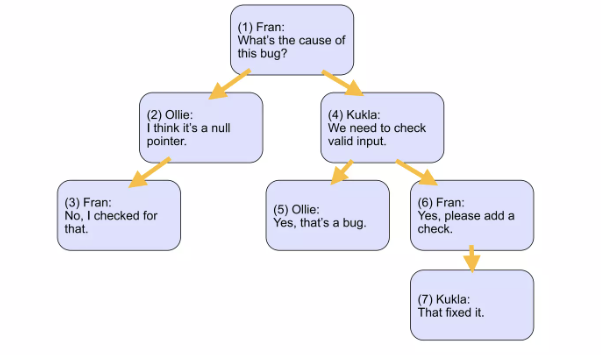 (1) Fran:
What's the cause of
this bug?
(2) Ollie:
I think it's a null
pointer.
(4) Kukla:
We need to check
valid input.
(3) Fran:
No, I checked for
that.
(5) Ollie:
Yes, that's a bug.
(6) Fran:
Yes, please add a
check.
(7) Kukla:
That fixed it.